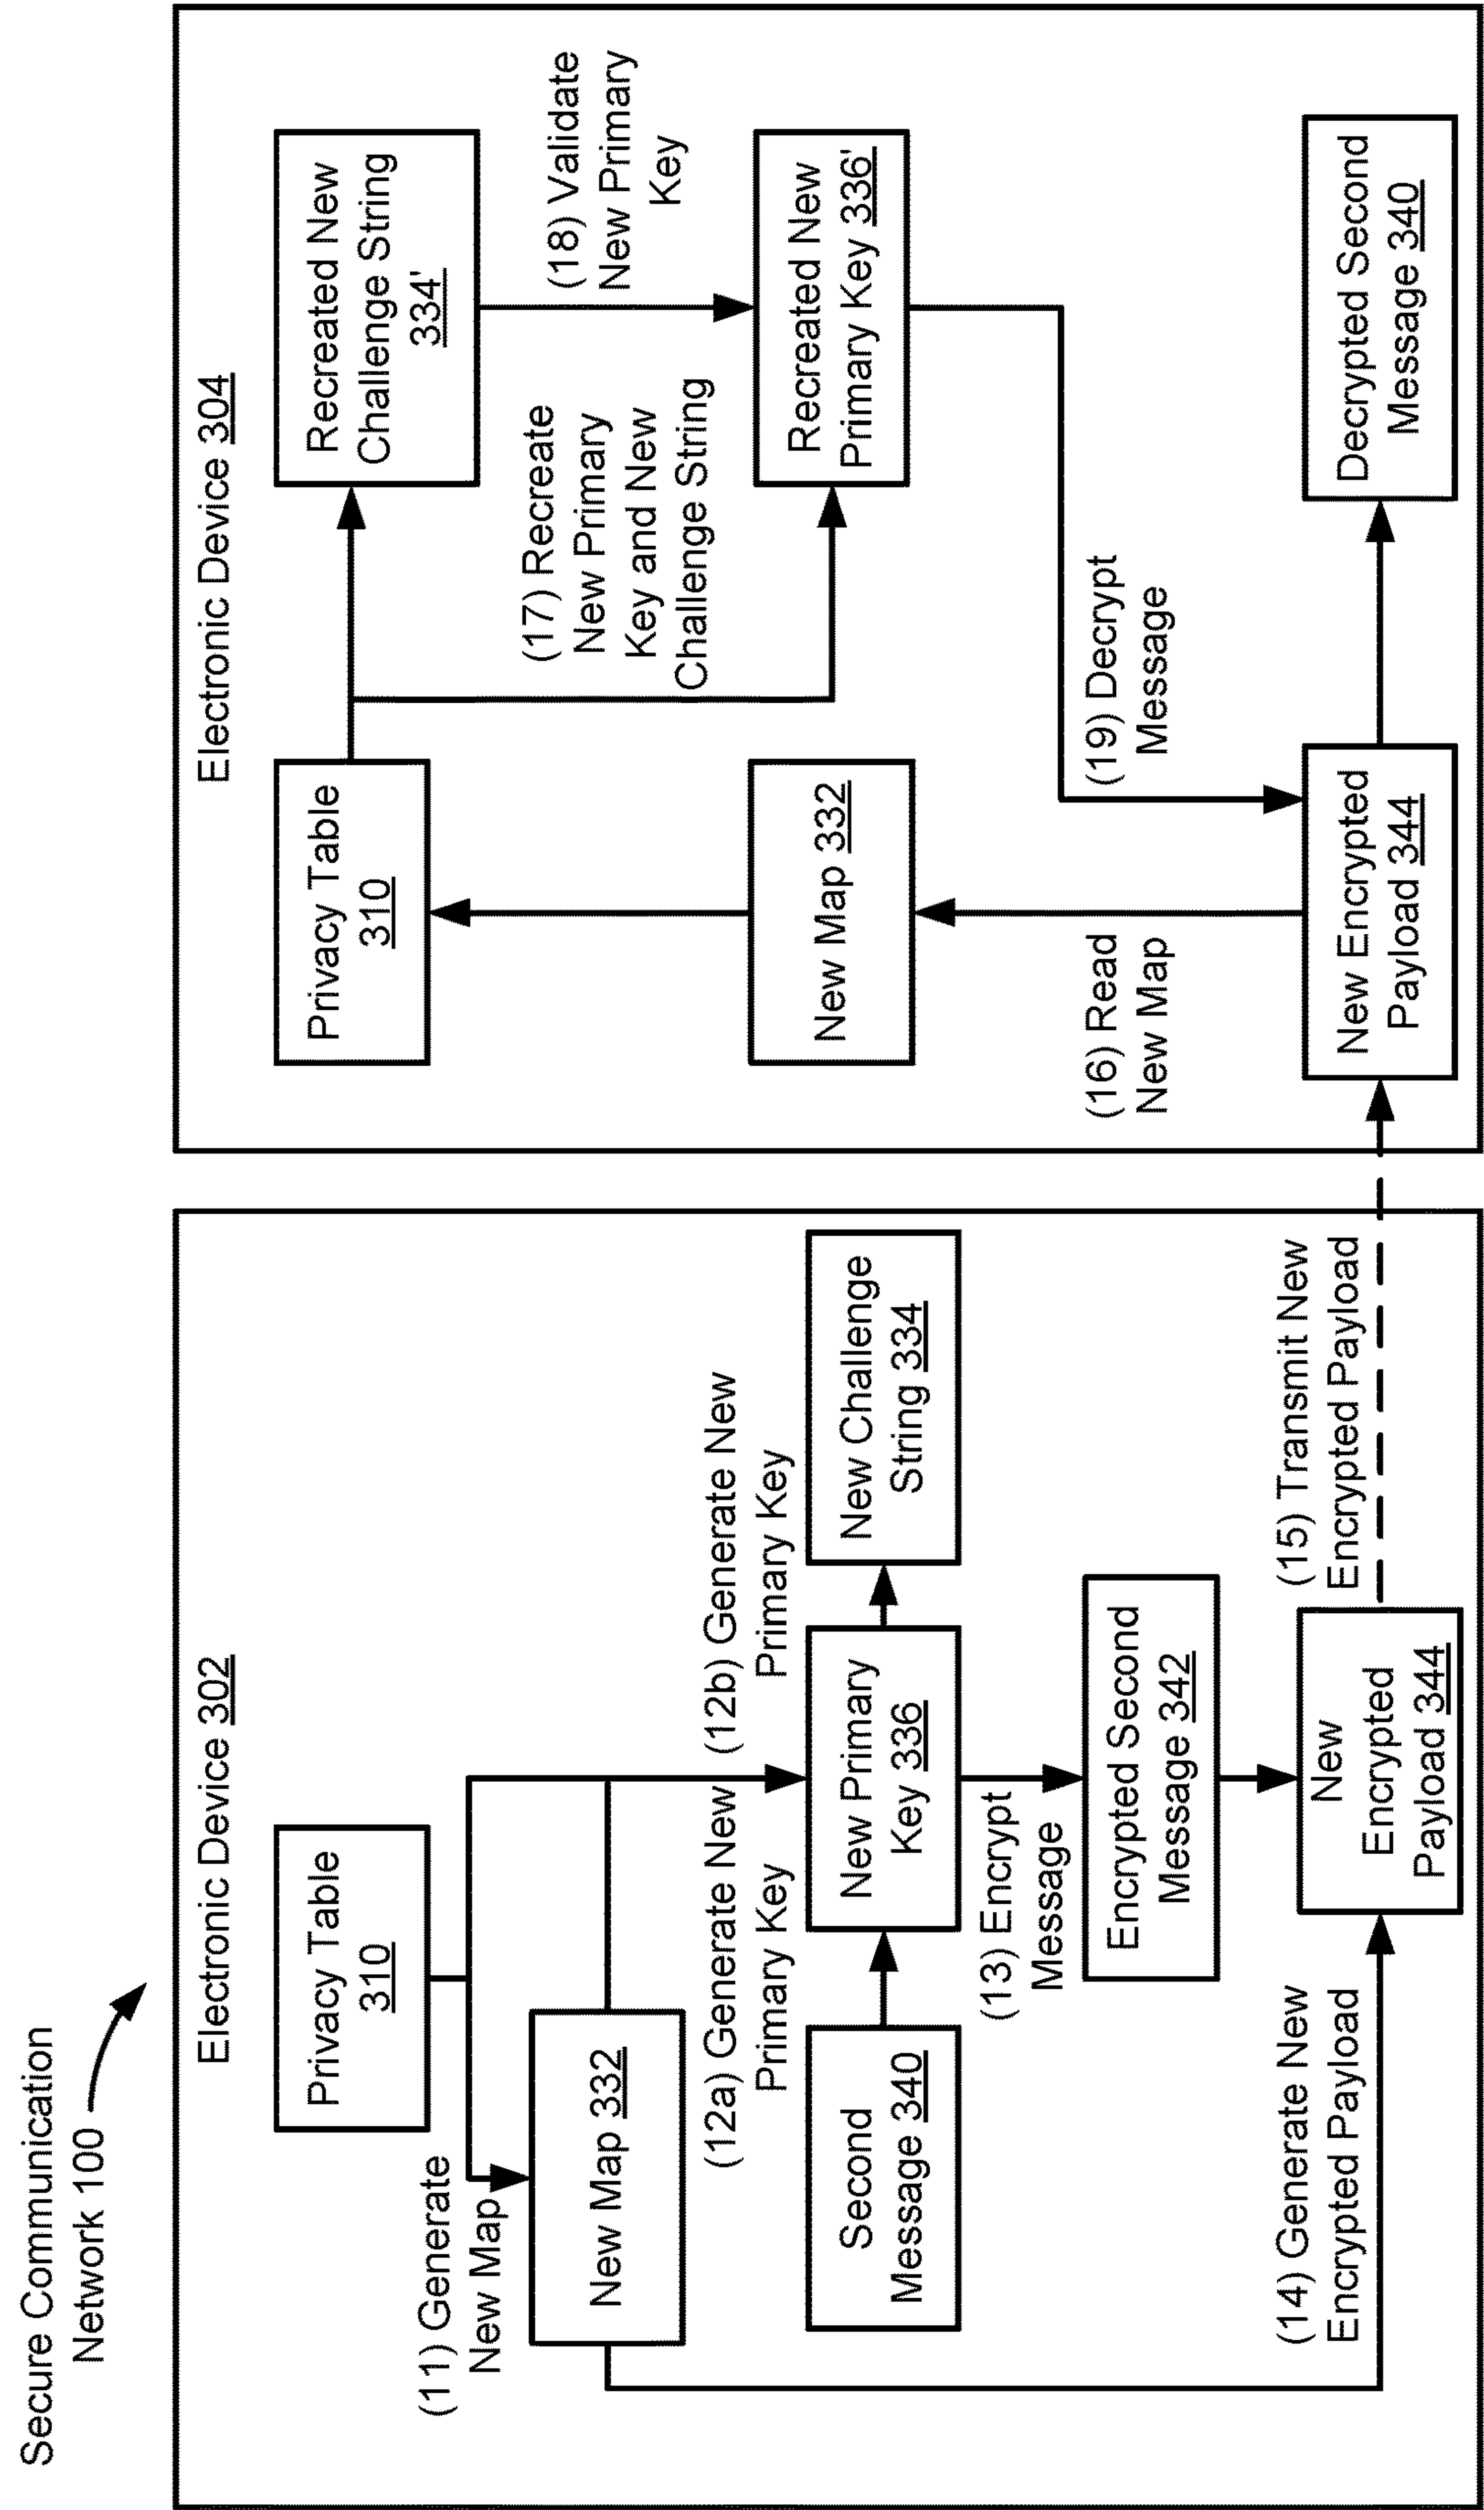 Secure Communication
Network 100
Electronic Device 302
Privacy Table
310
(11) Generate
New Map
New Map 332
(12a) Generate New
Primary Key
(12b) Generate New
Primary Key
Second
Message 340
New Primary
Key 336
New Challenge
String 334
(13) Encrypt
Message
Encrypted Second
Message 342
(14) Generate New
Encrypted Payload
New
Encrypted
Payload 344
(15) Transmit New
Encrypted Payload
Electronic Device 304
Privacy Table
310
Recreated New
Challenge String
334'
(17) Recreate
New Primary
Key and New
Challenge String
(18) Validate
New Primary
Key
New Map 332
Recreated New
Primary Key 336'
(16) Read
New Map
(19) Decrypt
Message
New Encrypted
Payload 344
Decrypted Second
Message 340